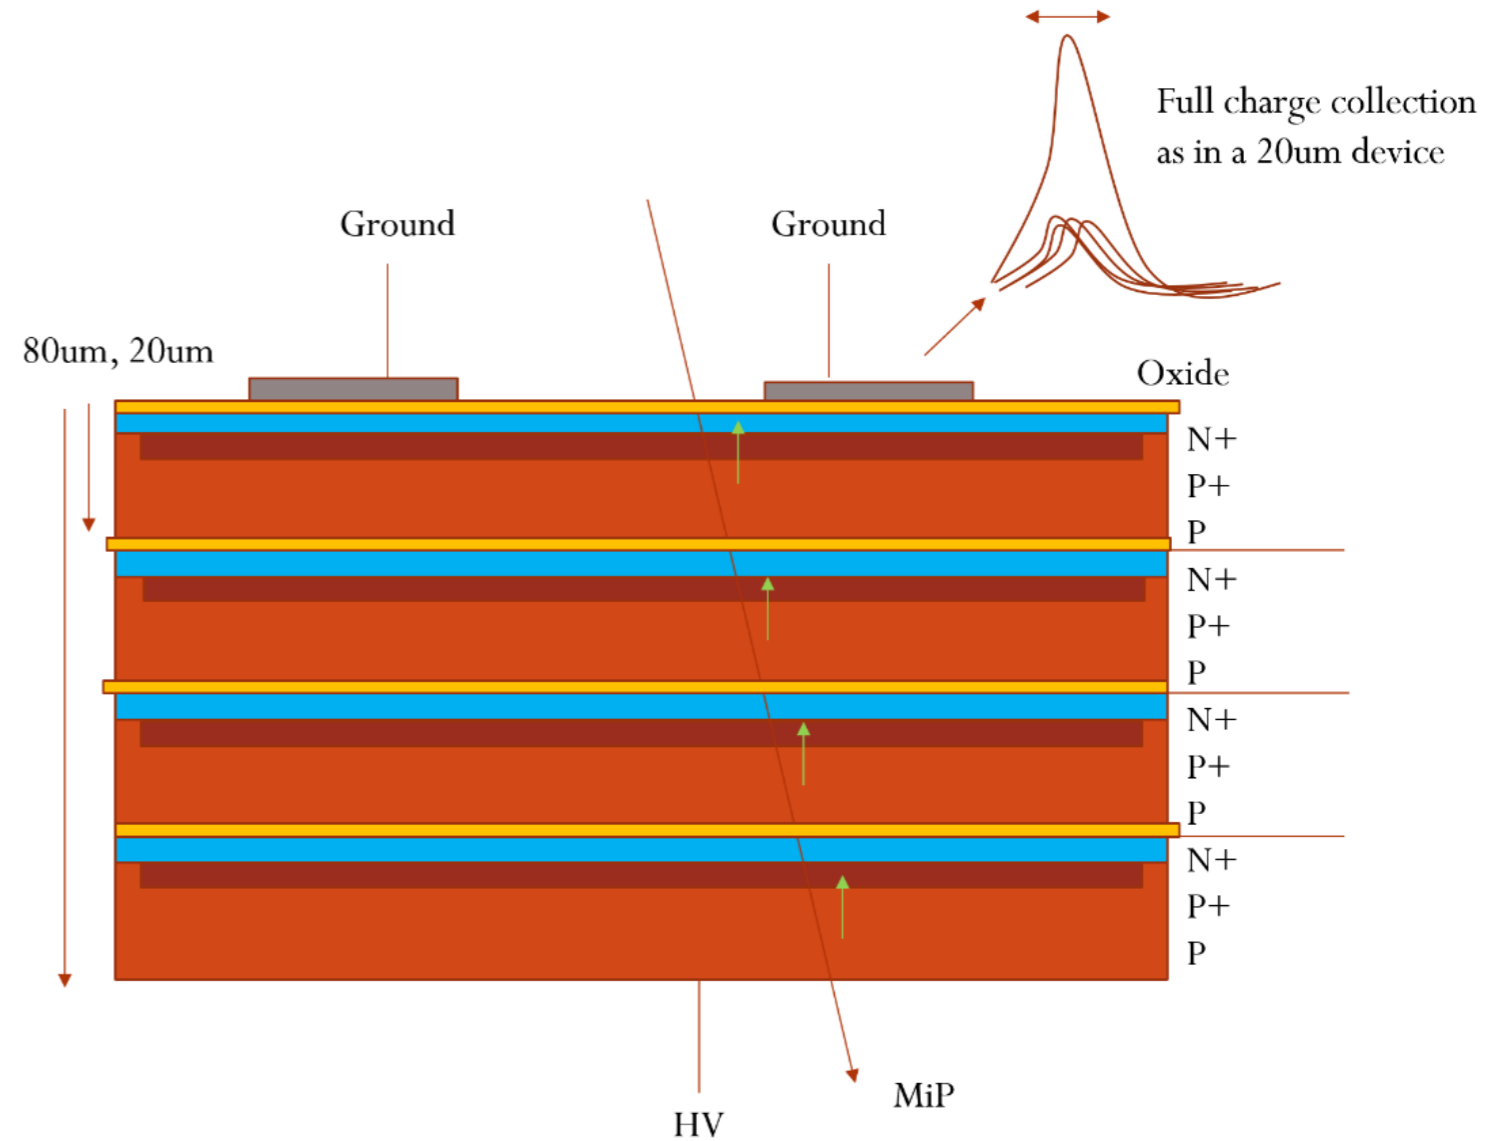 Full charge collection
as in a 20um device
Ground
Ground
80um, 20um
Oxide
N+
P+
P
N+
P+
P
N+
P+
P
N+
P+
P
MiP
HV